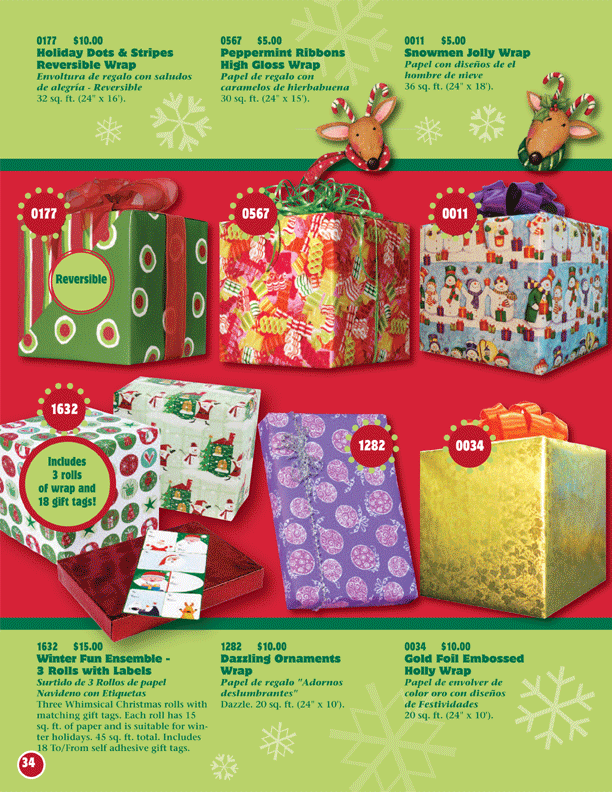 0177 $10.00
Holiday Dots & Stripes
Reversible Wrap
Envoltura de regalo con saludos
de alegría - Reversible
32 sq. ft. (24" x 16').
0567 $5.00
Peppermint Ribbons
High Gloss Wrap
Papel de regalo con
caramelos de hierbabuena
30 sq. ft. (24" x 15').
0011 $5.00
Snowmen Jolly Wrap
Papel con diseños de el
hombre de nieve
36 sq. ft. (24" x 18').
0177
0567
0011
Reversible
1632
Includes
3 rolls
of wrap and
18 gift tags!
1282
0034
1632 $15.00
Winter Fun Ensemble -
3 Rolls with Labels
Surtido de 3 Rollos de papel
Navideno con Etiquetas
Three Whimsical Christmas rolls with
matching gift tags. Each roll has 15
sq. ft. of paper and is suitable for win-
ter holidays. 45 sq. ft. total. Includes
18 To/From self adhesive gift tags.
1282 $10.00
Dazzling Ornaments
Wrap
Papel de regalo "Adornos
deslumbrantes"
Dazzle. 20 sq. ft. (24" x 10').
0034 $10.00
Gold Foil Embossed
Holly Wrap
Papel de envolver de
color oro con diseños
de Festividades
20 sq. ft. (24" x 10').
34